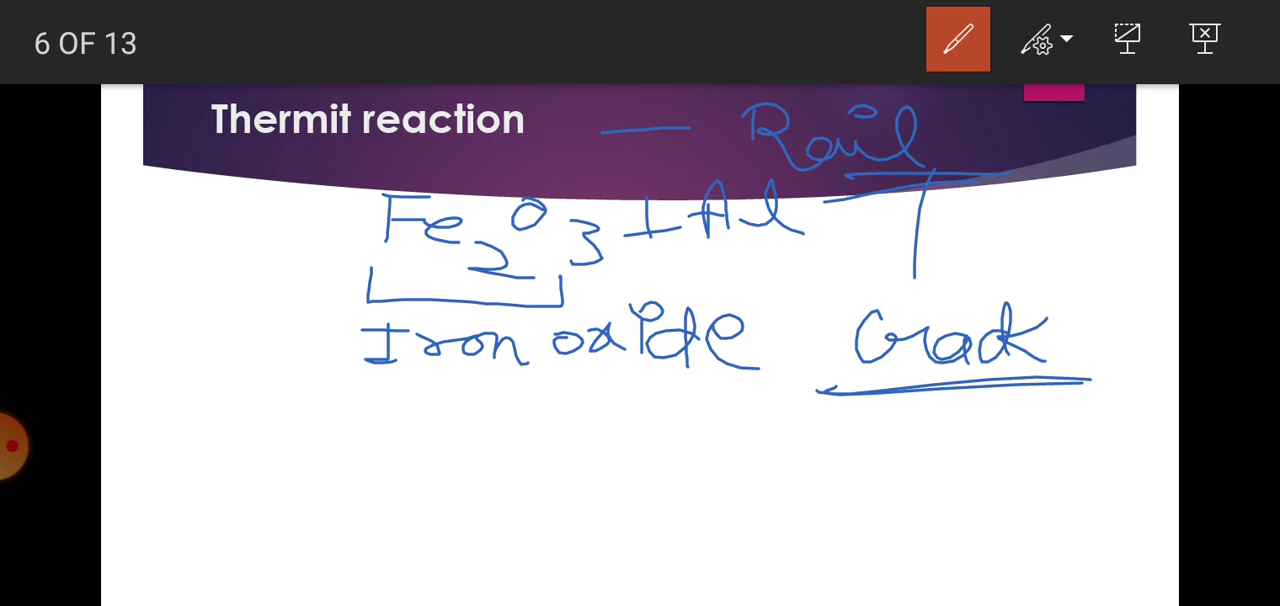 6 OF 13
Thermit reaction — Rail
Fe2O3 + Al
Iron oxide Crack